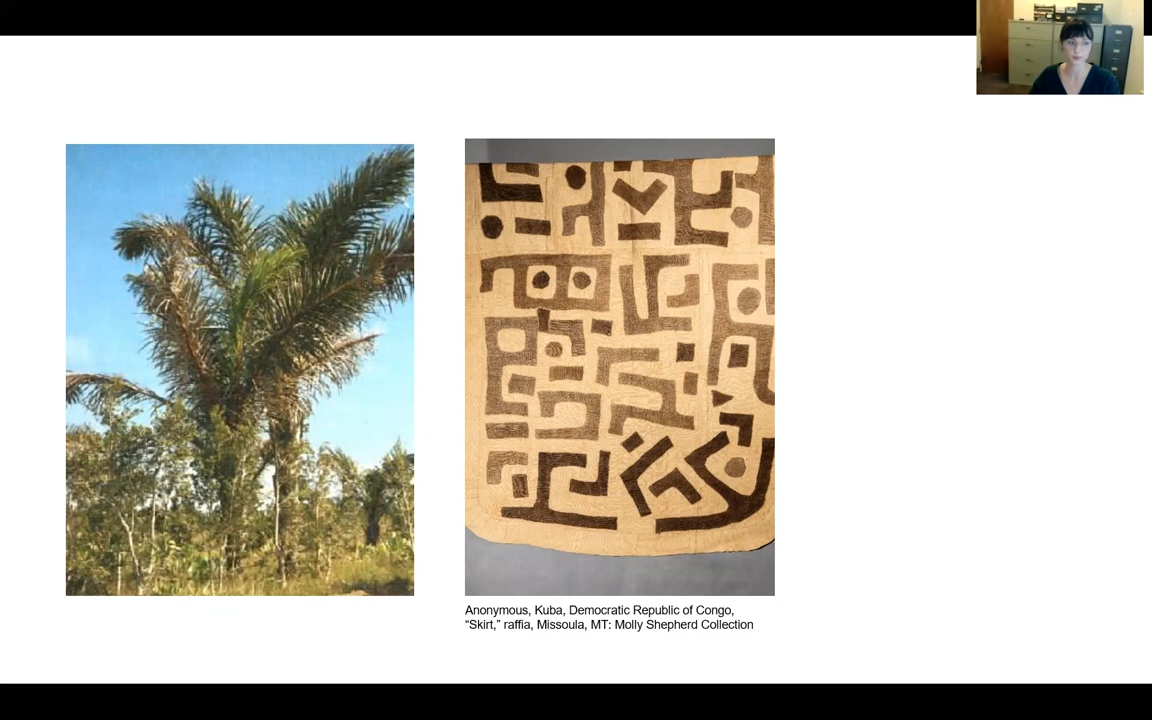 Anonymous, Kuba, Democratic Republic of Congo,
“Skirt,” raffia, Missoula, MT: Molly Shepherd Collection